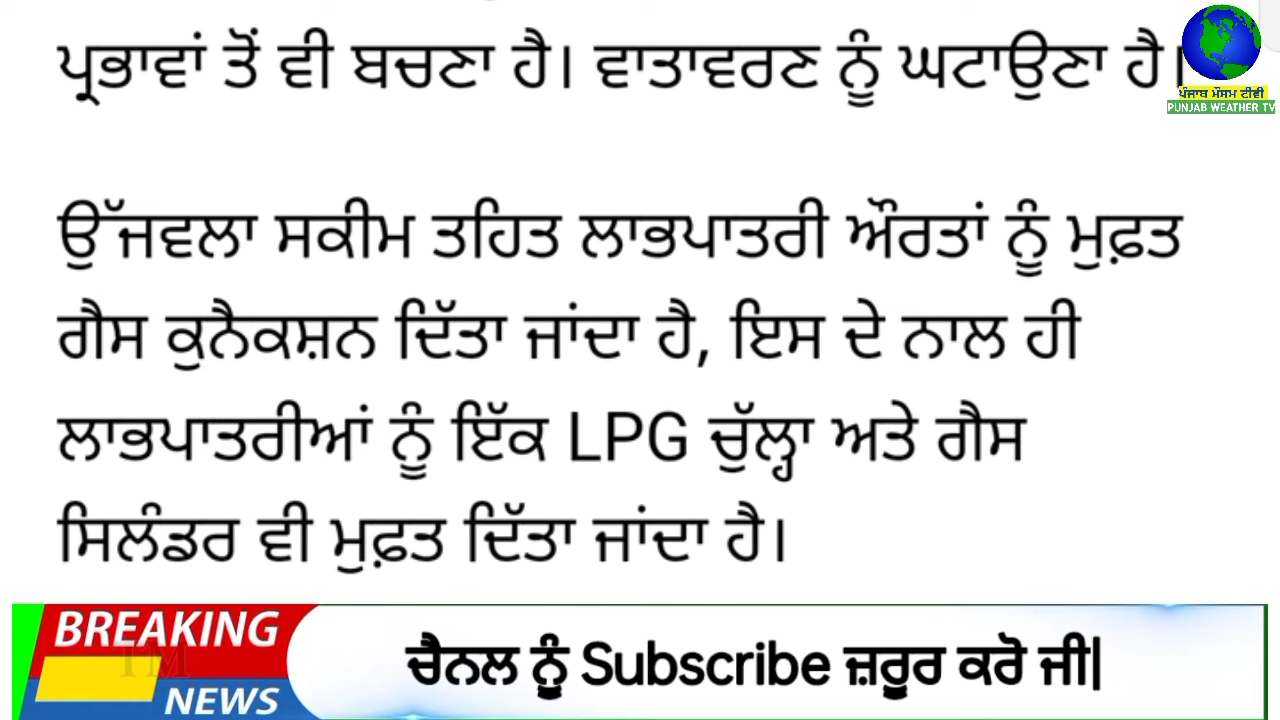 ਪ੍ਰਭਾਵਾਂ ਤੋਂ ਵੀ ਬਚਣਾ ਹੈ। ਵਾਤਾਵਰਣ ਨੂੰ ਘਟਾਉਣਾ ਹੈ।
ਪੰਜਾਬ ਮੌਸਮ ਟੀਵੀ
PUNJAB WEATHER TV
ਉੱਜਵਲਾ ਸਕੀਮ ਤਹਿਤ ਲਾਭਪਾਤਰੀ ਔਰਤਾਂ ਨੂੰ ਮੁਫ਼ਤ
ਗੈਸ ਕੁਨੈਕਸ਼ਨ ਦਿੱਤਾ ਜਾਂਦਾ ਹੈ, ਇਸ ਦੇ ਨਾਲ ਹੀ
ਲਾਭਪਾਤਰੀਆਂ ਨੂੰ ਇੱਕ LPG ਚੁੱਲ੍ਹਾ ਅਤੇ ਗੈਸ
ਸਿਲੰਡਰ ਵੀ ਮੁਫ਼ਤ ਦਿੱਤਾ ਜਾਂਦਾ ਹੈ।
BREAKING
NEWS
ਚੈਨਲ ਨੂੰ Subscribe ਜ਼ਰੂਰ ਕਰੋ ਜੀ|